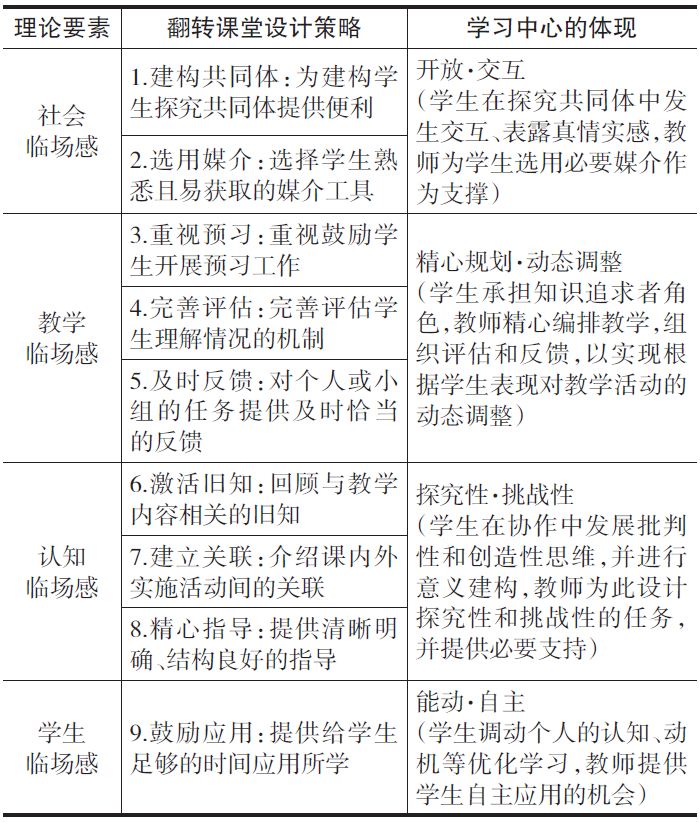 理论要素 翻转课堂设计策略 学习中心的体现
社会
临场感
1.建构共同体：为建构学
生探究共同体提供便利
2.选用媒介：选择学生熟
悉且易获取的媒介工具
开放·交互
（学生在探究共同体中发
生交互、表露真情实感，教
师为学生选用必要媒介作
为支撑）
教学
临场感
3.重视预习：重视鼓励学
生开展预习工作
4.完善评估：完善评估学
生理解情况的机制
5.及时反馈：对个人或小
组的任务提供及时恰当
的反馈
精心规划·动态调整
（学生承担知识追求者角
色，教师精心编排教学，组
织评估和反馈，以实现根
据学生表现对教学活动的
动态调整）
认知
临场感
6.激活旧知：回顾与教学
内容相关的旧知
7.建立关联：介绍课内外
实施活动间的关联
8.精心指导：提供清晰明
确、结构良好的指导
探究性·挑战性
（学生在协作中发展批判
性和创造性思维，并进行
意义建构，教师为此设计
探究性和挑战性的任务，
并提供必要支持）
学生
临场感
9.鼓励应用：提供给学生
足够的时间应用所学
能动·自主
（学生调动个人的认知、动
机等优化学习，教师提供
学生自主应用的机会）